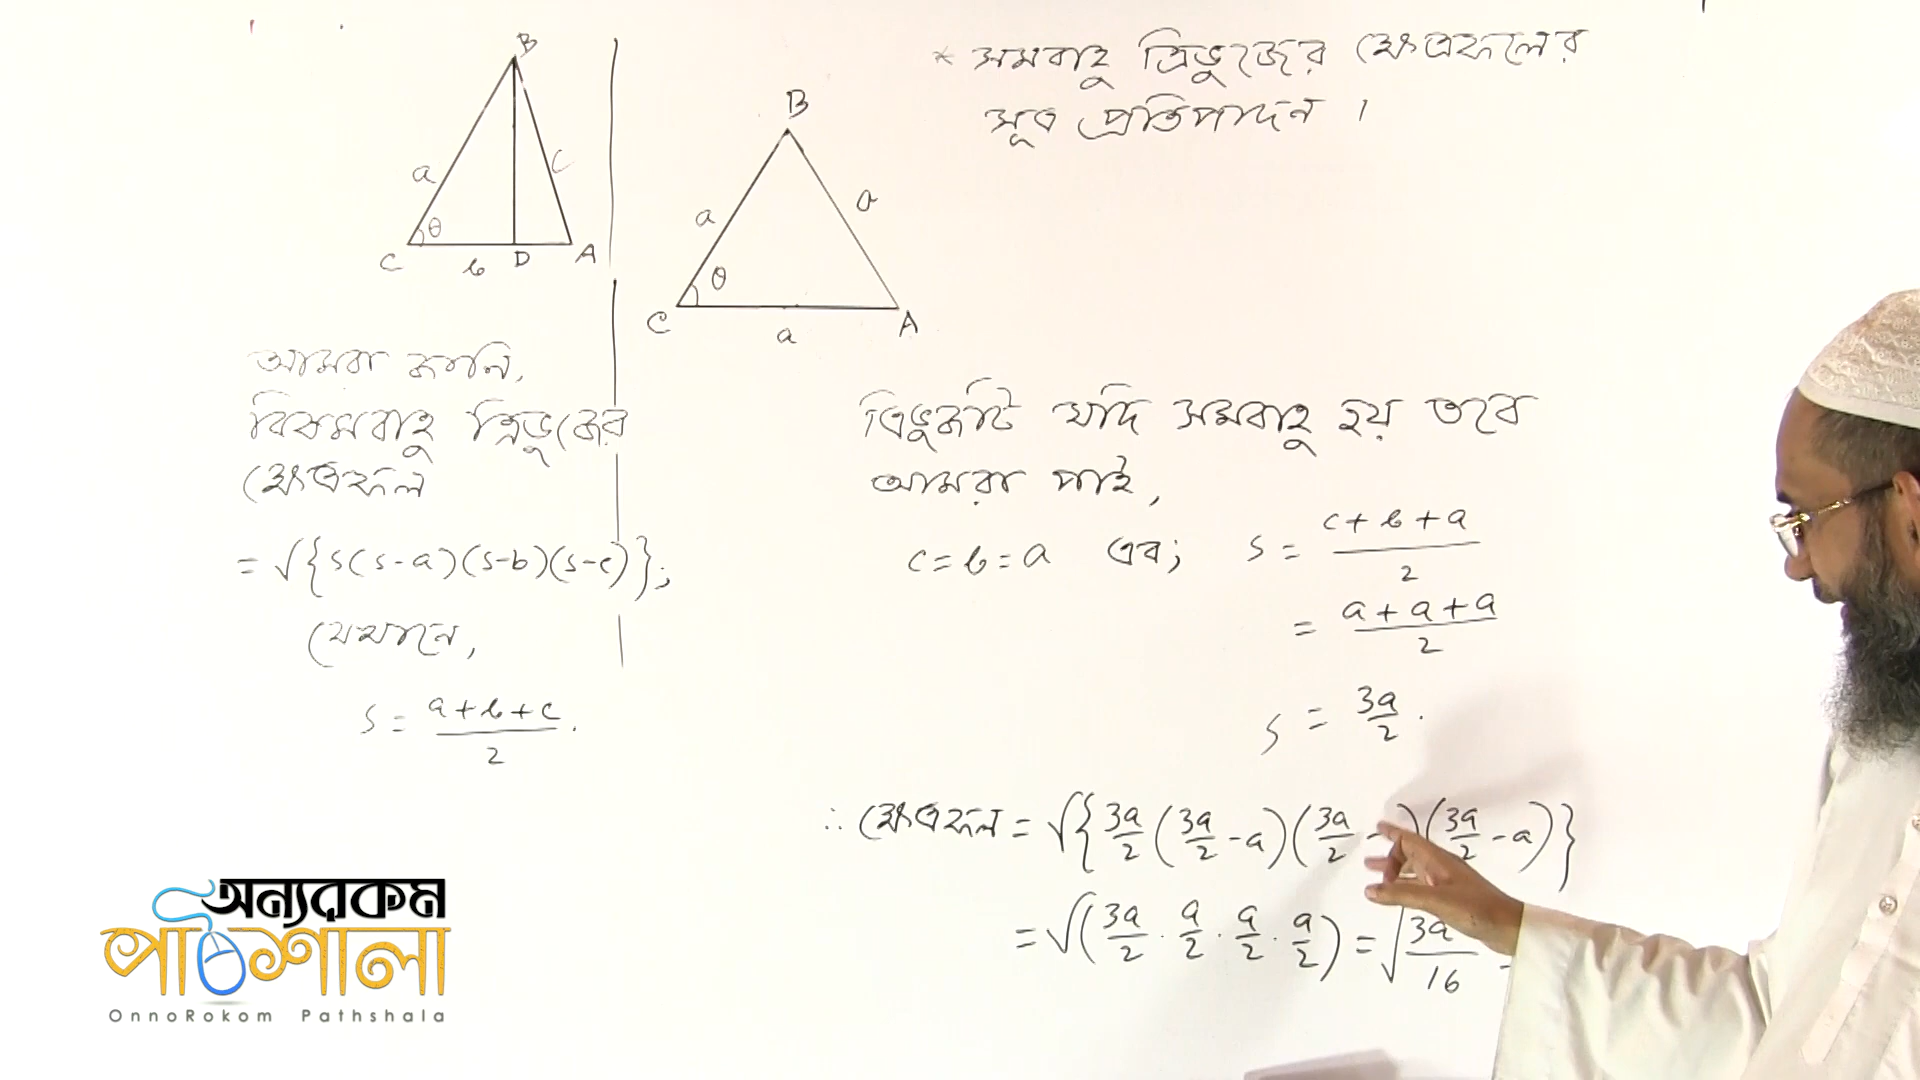 * সমবাহু ত্রিভুজের ক্ষেত্রফলের
সূত্র প্রতিপাদন ।
B
a
c
θ
C
b
D
A
B
a
a
θ
C
a
A
আমরা জানি,
বিষমবাহু ত্রিভুজের
ক্ষেত্রফল
= √{s(s-a)(s-b)(s-c)};
যেখানে,
s = (a+b+c)/2 .
ত্রিভুজটি যদি সমবাহু হয় তবে
আমরা পাই,
c = b = a এবং; s = (c+b+a)/2
= (a+a+a)/2
s = 3a/2 .
∴ ক্ষেত্রফল = √{3a/2 (3a/2 - a)(3a/2 - )(3a/2 - a)}
= √(3a/2 · a/2 · a/2 · a/2) = √3a/16
অন্যরকম
পাঠশালা
OnnoRokom Pathshala